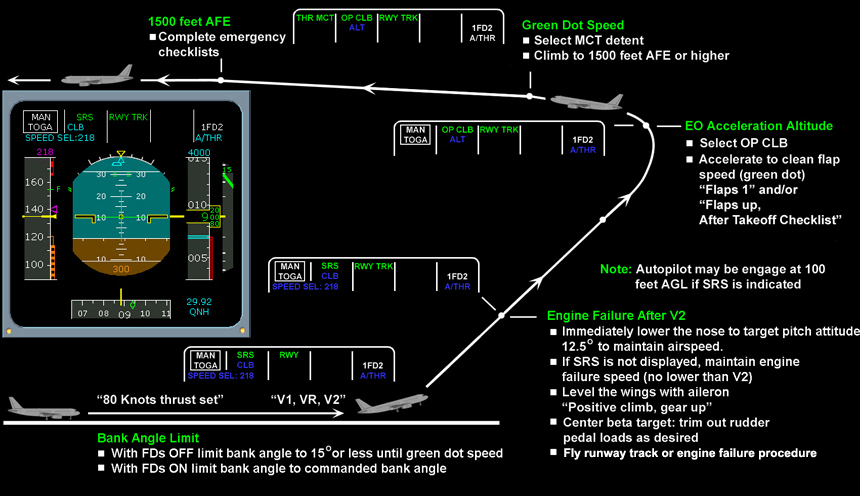 1500 feet AFE
Complete emergency
checklists
THR MCT OP CLB RWY TRK
ALT
1FD2
A/THR
Green Dot Speed
Select MCT detent
Climb to 1500 feet AFE or higher
MAN SRS RWY TRK
TOGA CLB 1FD2
SPEED SEL:218 A/THR
218 4000
015
30 30
15
160 F
010
140 10 10 9 20
00
80
120 10 10
005
100 300
29.92
QNH
07 08 09 10 11
MAN OP CLB RWY TRK
TOGA ALT 1FD2
A/THR
EO Acceleration Altitude
Select OP CLB
Accelerate to clean flap
speed (green dot)
“Flaps 1” and/or
“Flaps up,
After Takeoff Checklist”
Note: Autopilot may be engage at 100
feet AGL if SRS is indicated
MAN SRS RWY TRK
TOGA CLB 1FD2
SPEED SEL: 218 A/THR
Engine Failure After V2
Immediately lower the nose to target pitch attitude
12.5° to maintain airspeed.
If SRS is not displayed, maintain engine
failure speed (no lower than V2)
Level the wings with aileron
“Positive climb, gear up”
Center beta target: trim out rudder
pedal loads as desired
Fly runway track or engine failure procedure
MAN SRS RWY
TOGA CLB 1FD2
SPEED SEL: 218 A/THR
“80 Knots thrust set” “V1, VR, V2”
Bank Angle Limit
With FDs OFF limit bank angle to 15° or less until green dot speed
With FDs ON limit bank angle to commanded bank angle